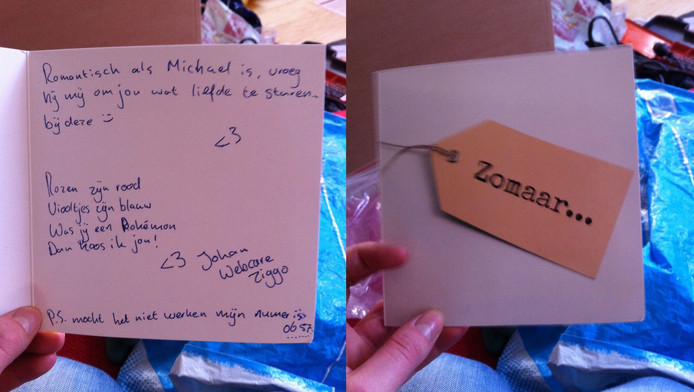 Romantisch als Michael is, vroeg
hij mij om jou wat liefde te sturen.
bij deze :)
<3
Rozen zijn rood
Viooltjes zijn blauw
Was jij een Pokémon
Dan koos ik jou!
<3 Johan
Webcare
Ziggo
P.S. mocht het niet werken mijn numer is
06 57
......
Zomaar...